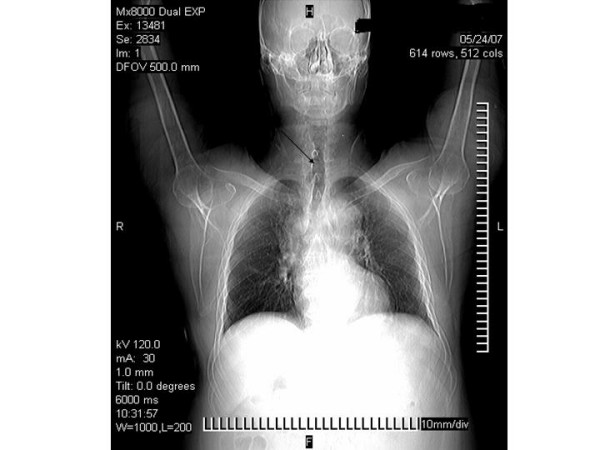 Mx8000 Dual EXP
Ex: 13481
Se: 2834
Im: 1
DFOV 500.0 mm
H
05/24/07
614 rows, 512 cols
R
L
kV 120.0
mA: 30
1.0 mm
Tilt: 0.0 degrees
6000 ms
10:31:57
W=1000,L=200
10mm/div
F